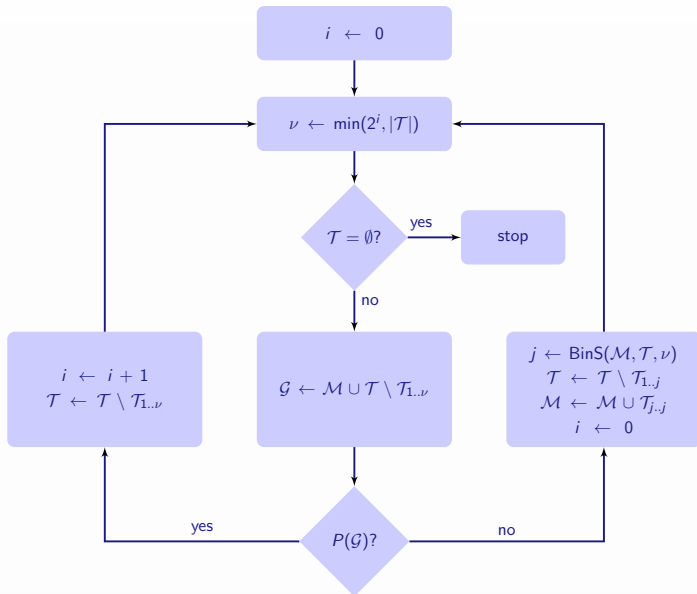 i ← 0
ν ← min(2^i, |𝒯|)
𝒯 = ∅?
yes
stop
no
i ← i + 1
𝒯 ← 𝒯 \ 𝒯_{1..ν}
𝒢 ← ℳ ∪ 𝒯 \ 𝒯_{1..ν}
j ← BinS(ℳ, 𝒯, ν)
𝒯 ← 𝒯 \ 𝒯_{1..j}
ℳ ← ℳ ∪ 𝒯_{j..j}
i ← 0
yes
P(𝒢)?
no